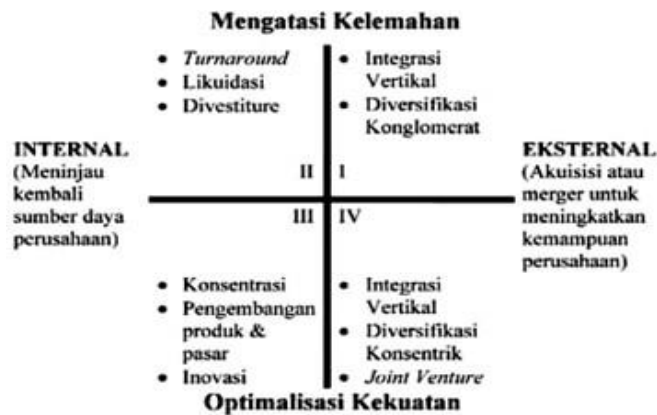 Mengatasi Kelemahan
• Turnaround
• Likuidasi
• Divestiture
• Integrasi
Vertikal
• Diversifikasi
Konglomerat
INTERNAL
(Meninjau
kembali
sumber daya
perusahaan)
EKSTERNAL
(Akuisisi atau
merger untuk
meningkatkan
kemampuan
perusahaan)
II
I
III
IV
• Konsentrasi
• Pengembangan
produk &
pasar
• Inovasi
• Integrasi
Vertikal
• Diversifikasi
Konsentrik
• Joint Venture
Optimalisasi Kekuatan